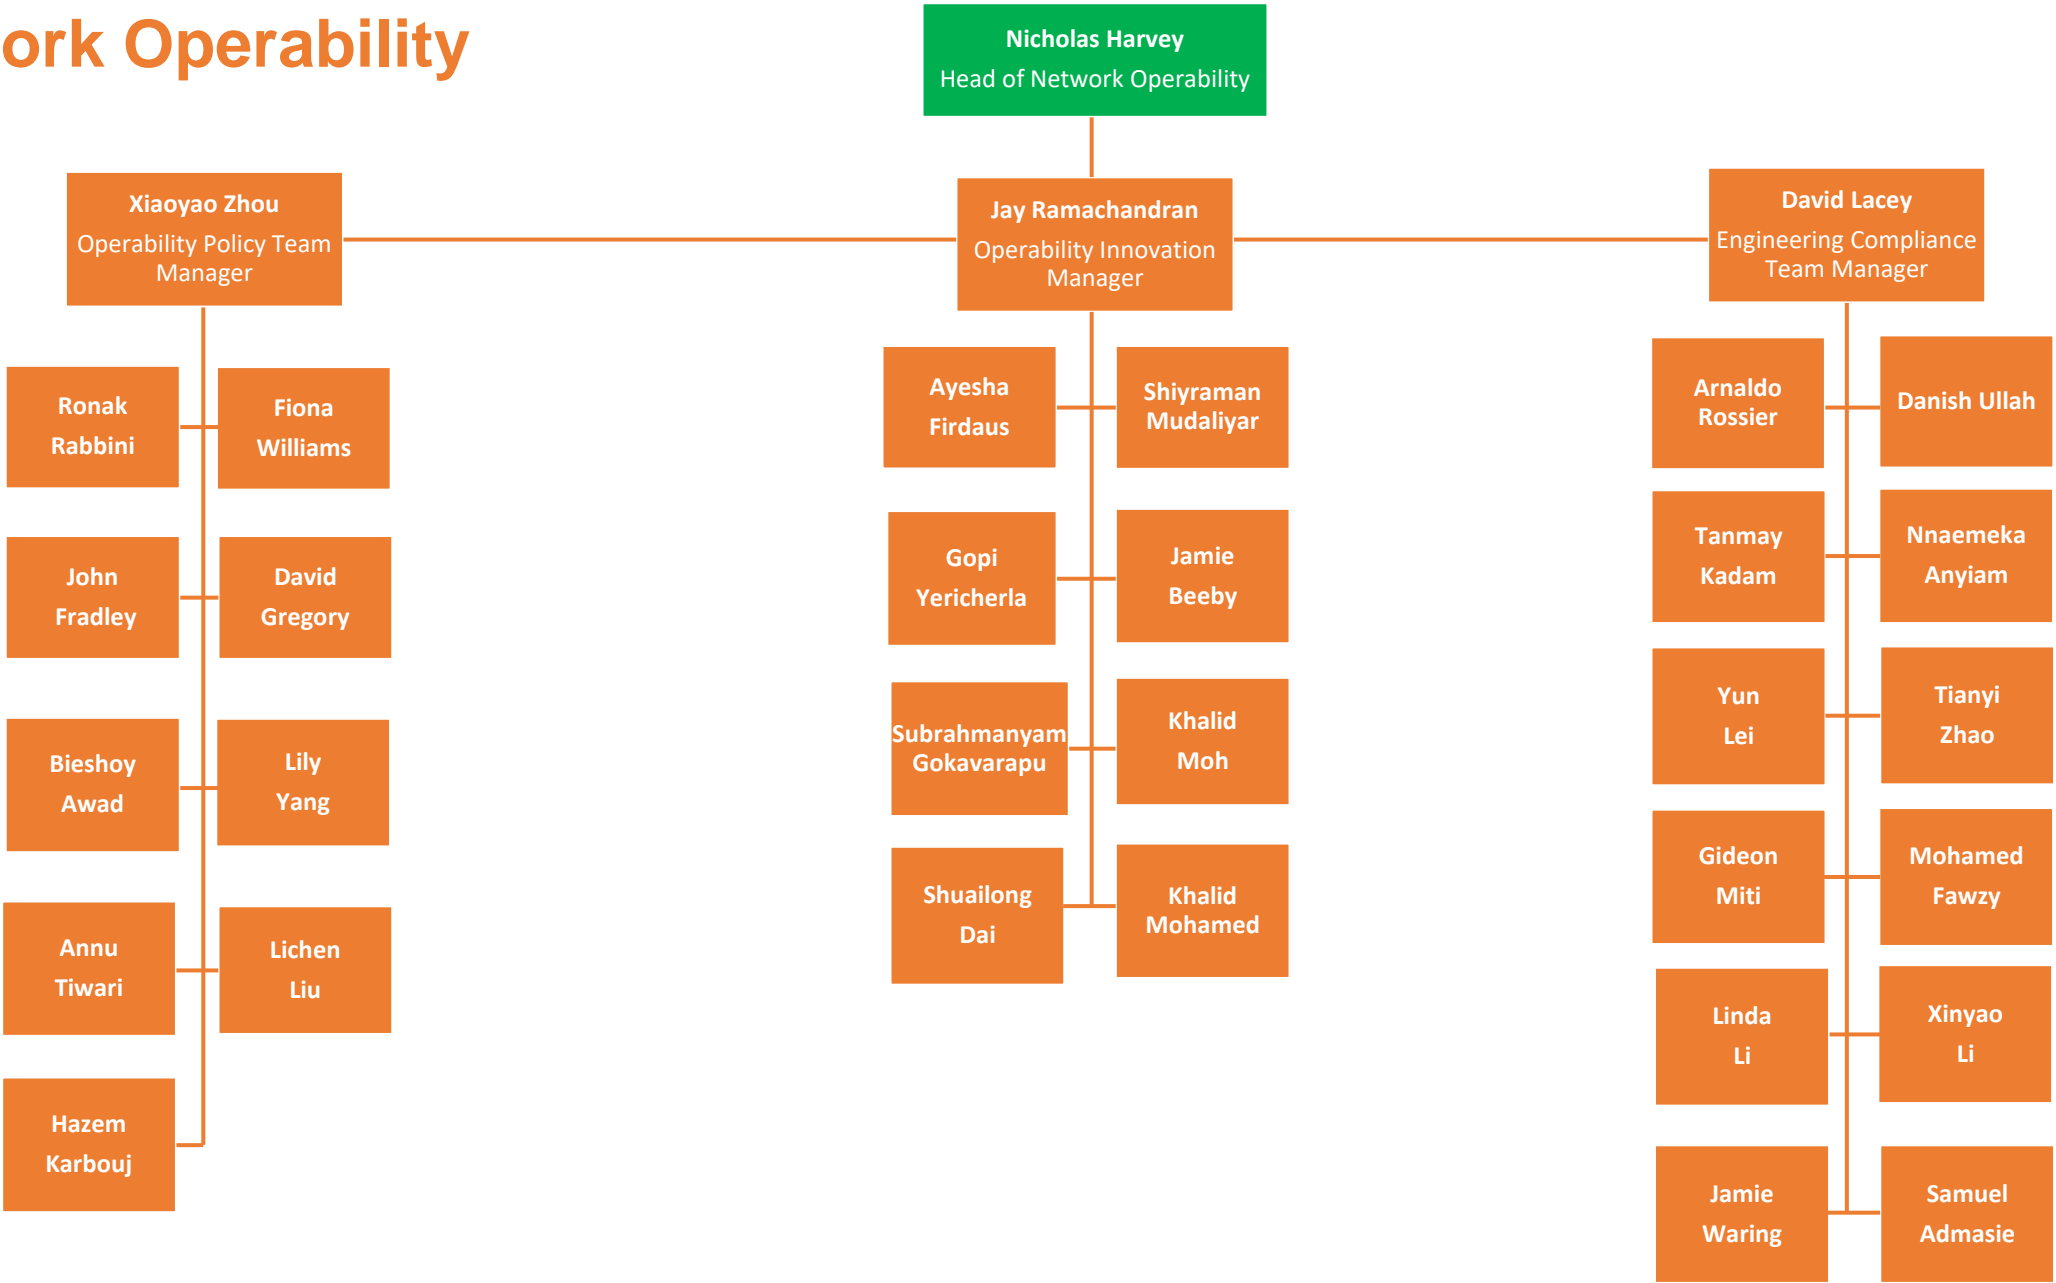 ork Operability
Nicholas Harvey
Head of Network Operability
Xiaoyao Zhou
Operability Policy Team
Manager
Jay Ramachandran
Operability Innovation
Manager
David Lacey
Engineering Compliance
Team Manager
Ronak
Rabbini
Fiona
Williams
John
Fradley
David
Gregory
Bieshoy
Awad
Lily
Yang
Annu
Tiwari
Lichen
Liu
Hazem
Karbouj
Ayesha
Firdaus
Shiyraman
Mudaliyar
Gopi
Yericherla
Jamie
Beeby
Subrahmanyam
Gokavarapu
Khalid
Moh
Shuailong
Dai
Khalid
Mohamed
Arnaldo
Rossier
Danish Ullah
Tanmay
Kadam
Nnaemeka
Anyiam
Yun
Lei
Tianyi
Zhao
Gideon
Miti
Mohamed
Fawzy
Linda
Li
Xinyao
Li
Jamie
Waring
Samuel
Admasie